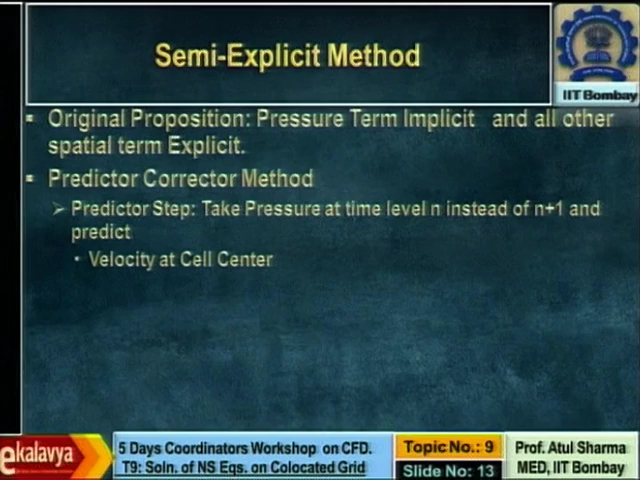 Semi-Explicit Method
IIT Bombay
Original Proposition: Pressure Term Implicit and all other
spatial term Explicit.
Predictor Corrector Method
Predictor Step: Take Pressure at time level n instead of n+1 and
predict
Velocity at Cell Center
ekalavya
5 Days Coordinators Workshop on CFD.
T9: Soln. of NS Eqs. on Colocated Grid
Topic No.: 9
Slide No: 13
Prof. Atul Sharma
MED, IIT Bombay